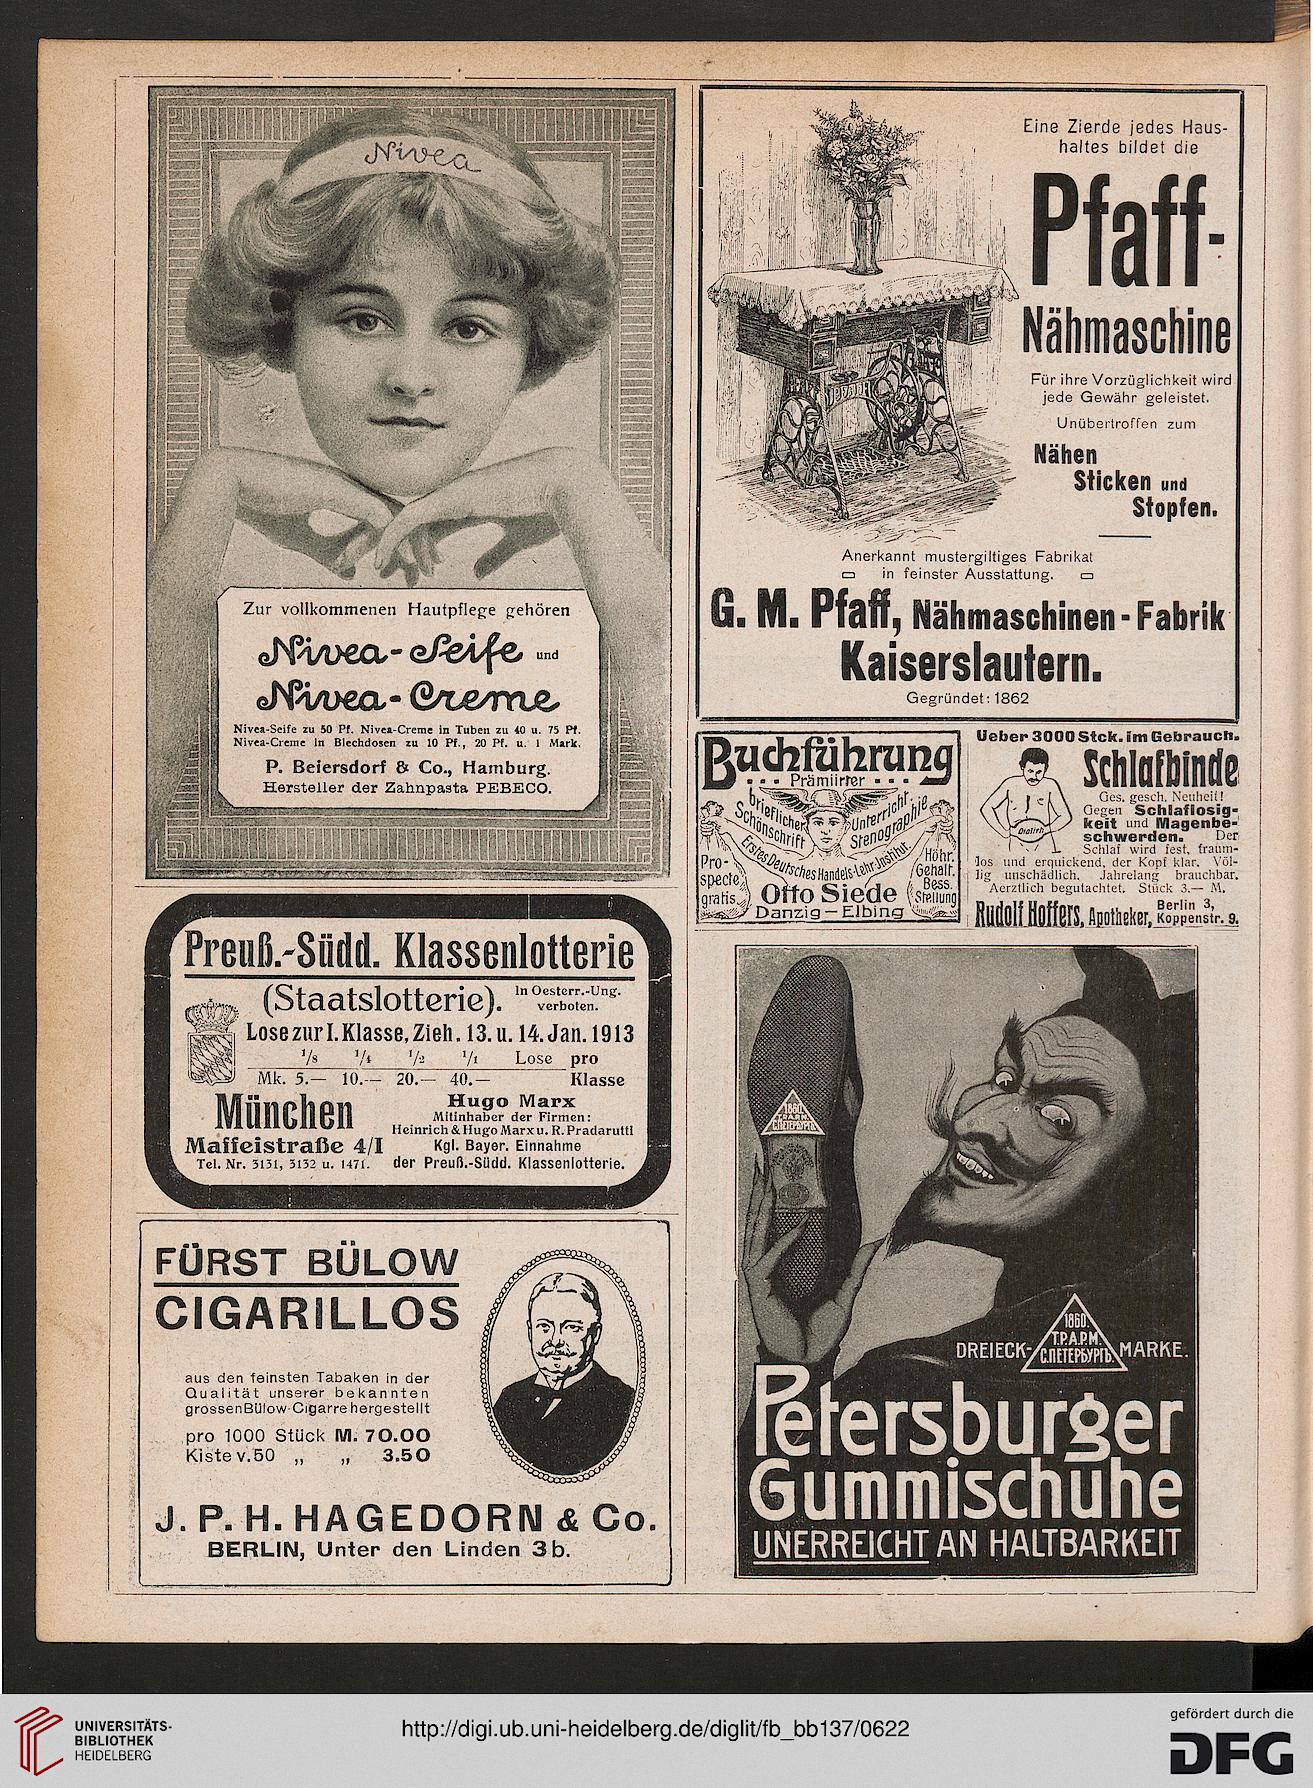 Nivea
Zur vollkommenen Hautpflege gehören
Nivea-Seife und
Nivea-Creme
Nivea-Seife zu 50 Pf. Nivea-Creme in Tuben zu 40 u. 75 Pf.
Nivea-Creme in Blechdosen zu 10 Pf., 20 Pf. u. 1 Mark.
P. Beiersdorf & Co., Hamburg.
Hersteller der Zahnpasta PEBECO.
Preuß.-Südd. Klassenlotterie
(Staatslotterie). In Oesterr.-Ung. verboten.
Lose zur I. Klasse, Zieh. 13. u. 14. Jan. 1913
1/8 1/4 1/2 1/1 Lose pro
Mk. 5.— 10.— 20.— 40.— Klasse
München
Maffeistraße 4/I
Tel. Nr. 3131, 3132 u. 1471.
Hugo Marx
Mitinhaber der Firmen:
Heinrich & Hugo Marx u. R. Pradarutti
Kgl. Bayer. Einnahme
der Preuß.-Südd. Klassenlotterie.
FÜRST BÜLOW
CIGARILLOS
aus den feinsten Tabaken in der
Qualität unserer bekannten
grossen Bülow-Cigarre hergestellt
pro 1000 Stück M. 70.00
Kiste v. 50 „ „ 3.50
J. P. H. HAGEDORN & Co.
BERLIN, Unter den Linden 3b.
Eine Zierde jedes Haus-
haltes bildet die
Pfaff-
Nähmaschine
Für ihre Vorzüglichkeit wird
jede Gewähr geleistet.
Unübertroffen zum
Nähen
Sticken und
Stopfen.
Anerkannt mustergiltiges Fabrikat
in feinster Ausstattung.
G. M. Pfaff, Nähmaschinen-Fabrik
Kaiserslautern.
Gegründet: 1862
Buchführung
Prämiirter
brieflicher Unterricht
Schönschrift Stenographie
Erstes Deutsches Handels-Lehr-Institut.
Pro-
specte
gratis.
Otto Siede
Danzig—Elbing
Höhr.
Gehalt.
Bess.
Stellung
Ueber 3000 Stck. im Gebrauch.
Schlafbinde
Ges. gesch. Neuheit!
Gegen Schlaflosig-
keit und Magenbe-
schwerden. Der
Schlaf wird fest, traum-
los und erquickend, der Kopf klar. Völ-
lig unschädlich. Jahrelang brauchbar.
Aerztlich begutachtet. Stück 3.— M.
Rudolf Hoffers, Apotheker, Berlin 3, Koppenstr. 9.
1860
Т.Р.А.Р.М.
С.ПЕТЕРБУРГЪ
DREIECK-
1860.
Т.Р.А.Р.М.
С.ПЕТЕРБУРГЪ.
MARKE.
Petersburger
Gummischuhe
UNERREICHT AN HALTBARKEIT
UNIVERSITÄTS-
BIBLIOTHEK
HEIDELBERG
http://digi.ub.uni-heidelberg.de/diglit/fb_bb137/0622
gefördert durch die
DFG